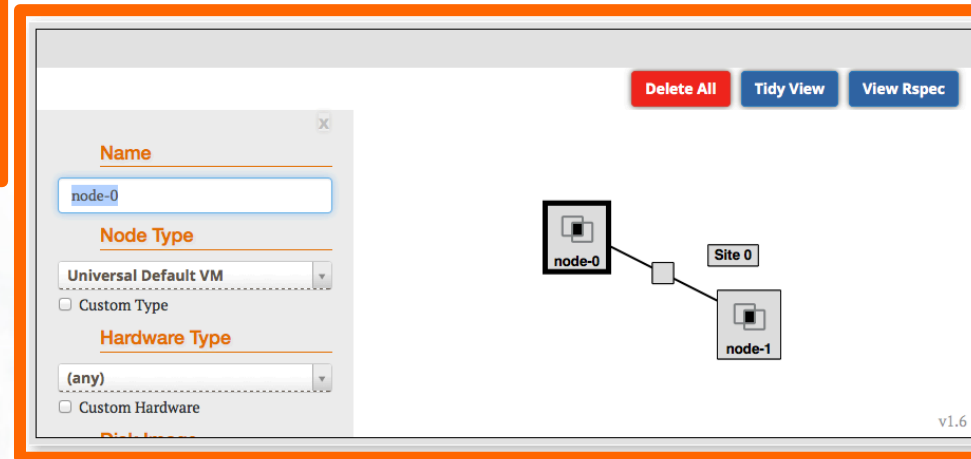 Delete All
Tidy View
View Rspec
x
Name
node-0
Node Type
Universal Default VM
Custom Type
Hardware Type
(any)
Custom Hardware
node-0
Site 0
node-1
v1.6